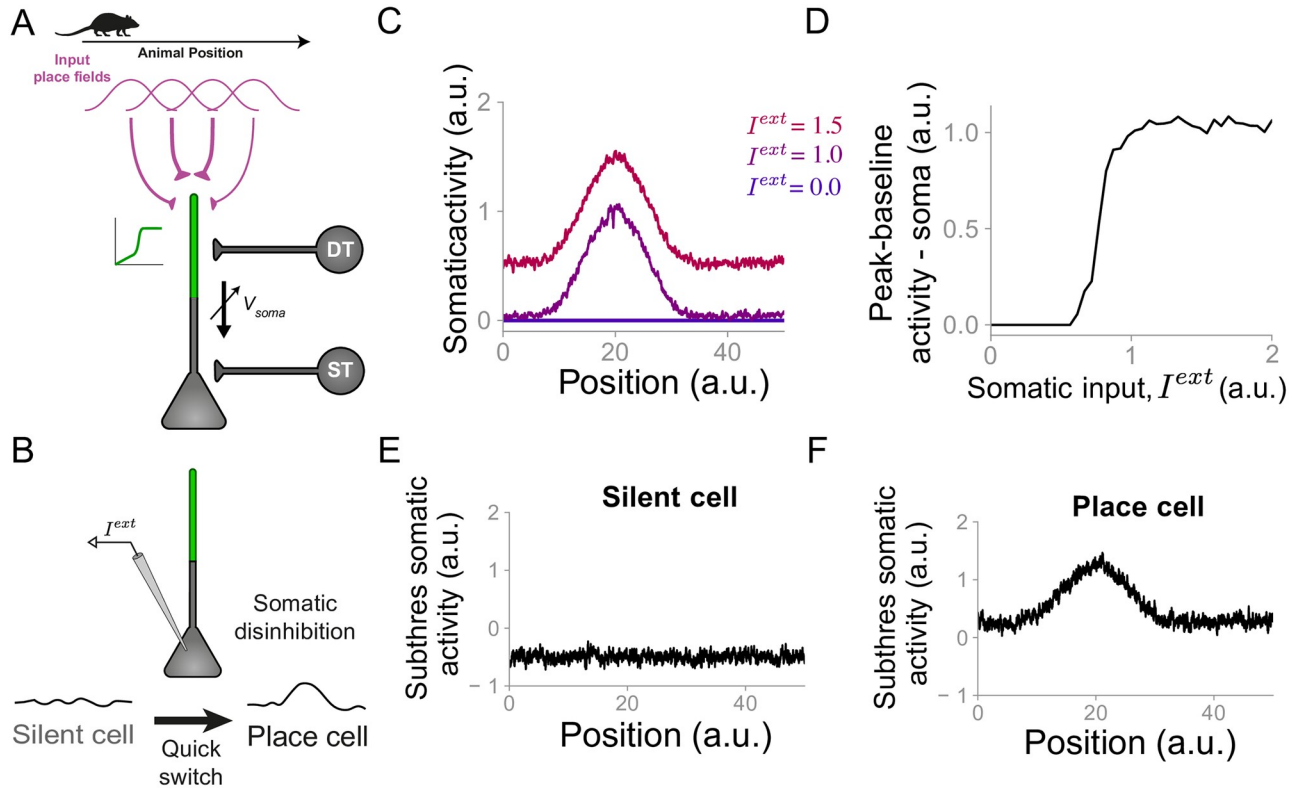 A
Animal Position
Input
place fields
DT
V_soma
ST
B
I^ext
Somatic
disinhibition
Silent cell
Quick
switch
Place cell
C
Somaticactivity (a.u.)
2
1
0
I^ext = 1.5
I^ext = 1.0
I^ext = 0.0
0 20 40
Position (a.u.)
D
Peak-baseline
activity - soma (a.u.)
1.0
0.5
0.0
0 1 2
Somatic input, I^ext (a.u.)
E
Silent cell
Subthres somatic
activity (a.u.)
2
1
0
− 1
0 20 40
Position (a.u.)
F
Place cell
Subthres somatic
activity (a.u.)
2
1
0
− 1
0 20 40
Position (a.u.)